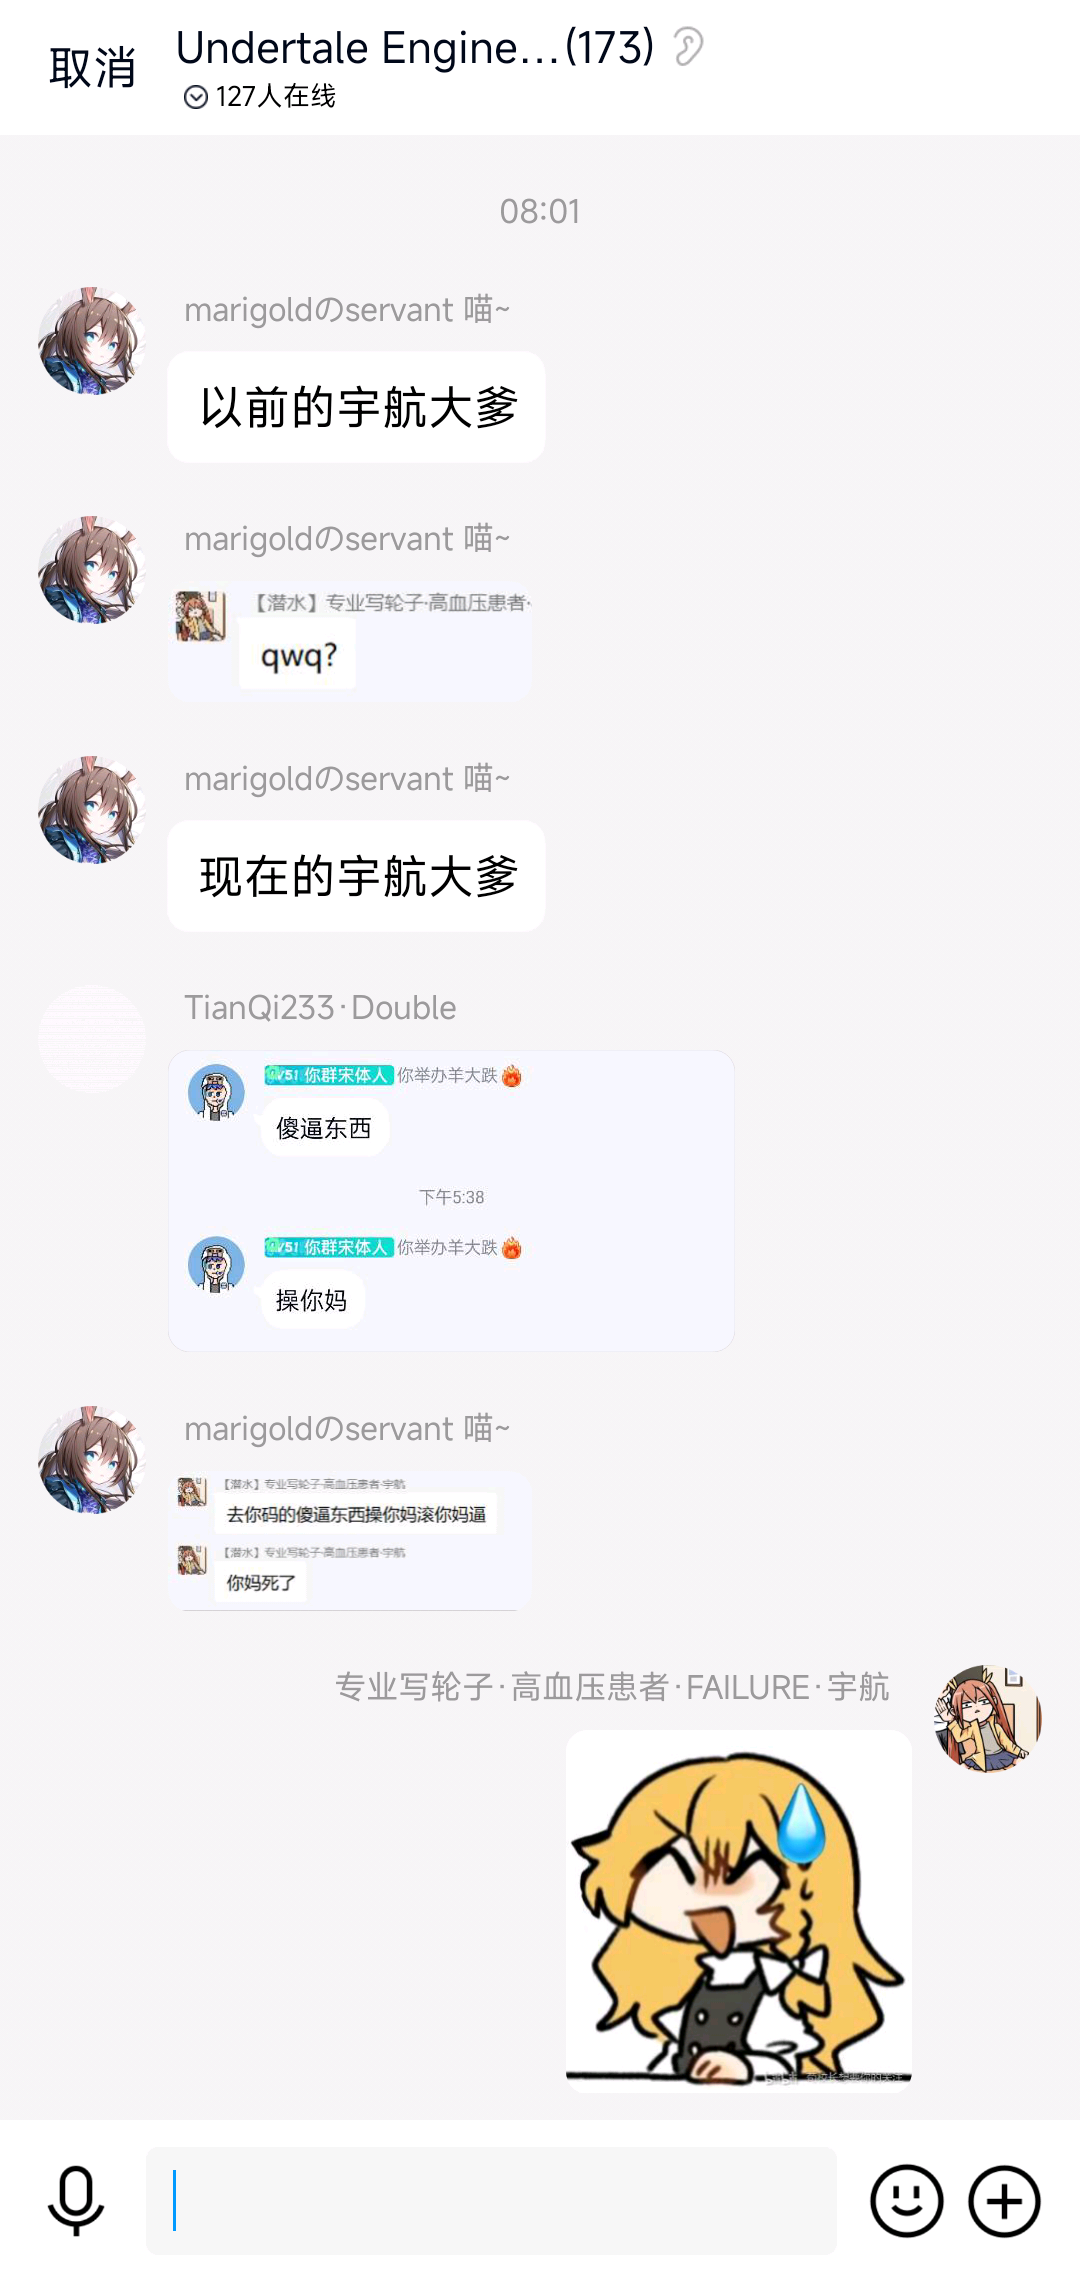 取消
Undertale Engine...(173)
127人在线
08:01
marigoldのservant 喵~
以前的宇航大爹
marigoldのservant 喵~
【潜水】专业写轮子·高血压患者·
qwq?
marigoldのservant 喵~
现在的宇航大爹
TianQi233·Double
你群宋体人 你举办羊大跌
傻逼东西
下午5:38
你群宋体人 你举办羊大跌
操你妈
marigoldのservant 喵~
【潜水】专业写轮子·高血压患者·宇航
去你码的傻逼东西操你妈滚你妈逼
【潜水】专业写轮子·高血压患者·宇航
你妈死了
专业写轮子·高血压患者·FAILURE·宇航